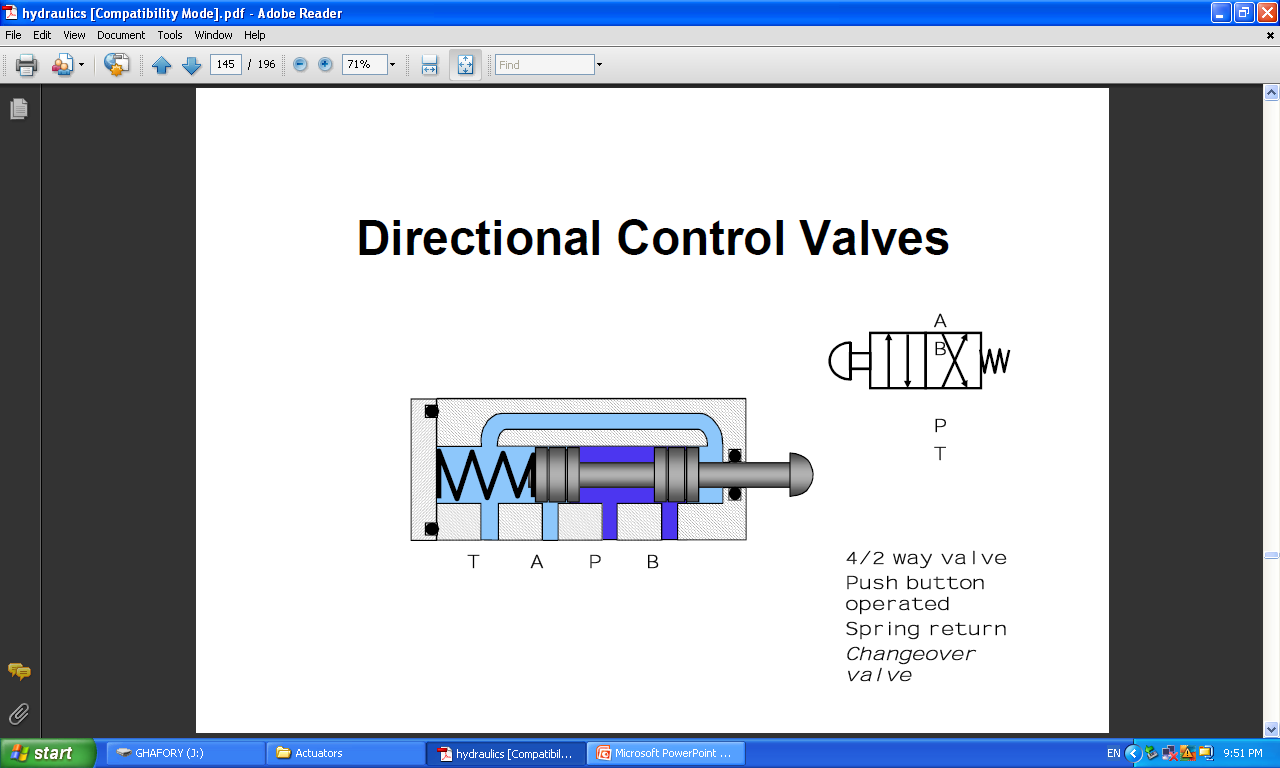 hydraulics [Compatibility Mode].pdf - Adobe Reader
File Edit View Document Tools Window Help
145 / 196 71% Find
Directional Control Valves
A
B
P
T
T A P B
4/2 way valve
Push button
operated
Spring return
Changeover
valve
start GHAFORY (J:) Actuators hydraulics [Compatibil... Microsoft PowerPoint ... EN 9:51 PM